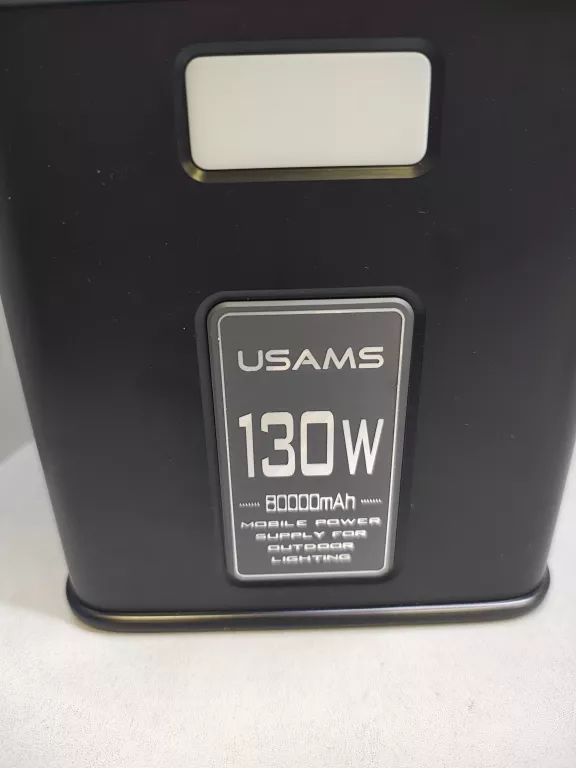 USAMS
130W
80000mAh
MOBILE POWER
SUPPLY FOR
OUTDOOR
LIGHTING